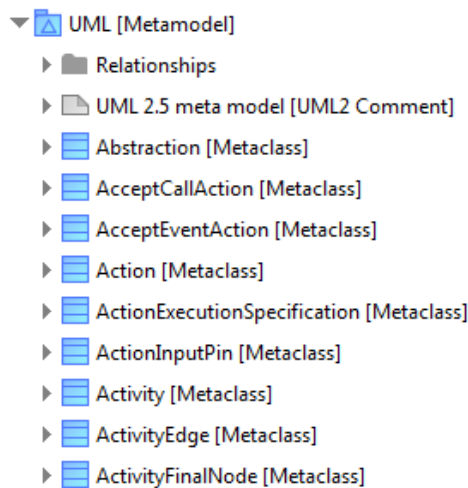 UML [Metamodel]
Relationships
UML 2.5 meta model [UML2 Comment]
Abstraction [Metaclass]
AcceptCallAction [Metaclass]
AcceptEventAction [Metaclass]
Action [Metaclass]
ActionExecutionSpecification [Metaclass]
ActionInputPin [Metaclass]
Activity [Metaclass]
ActivityEdge [Metaclass]
ActivityFinalNode [Metaclass]